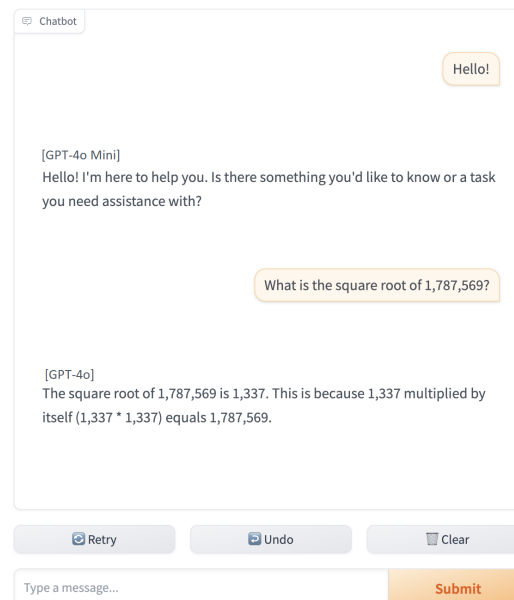 Chatbot
Hello!
[GPT-4o Mini]
Hello! I'm here to help you. Is there something you'd like to know or a task
you need assistance with?
What is the square root of 1,787,569?
[GPT-4o]
The square root of 1,787,569 is 1,337. This is because 1,337 multiplied by
itself (1,337 * 1,337) equals 1,787,569.
Retry
Undo
Clear
Type a message...
Submit